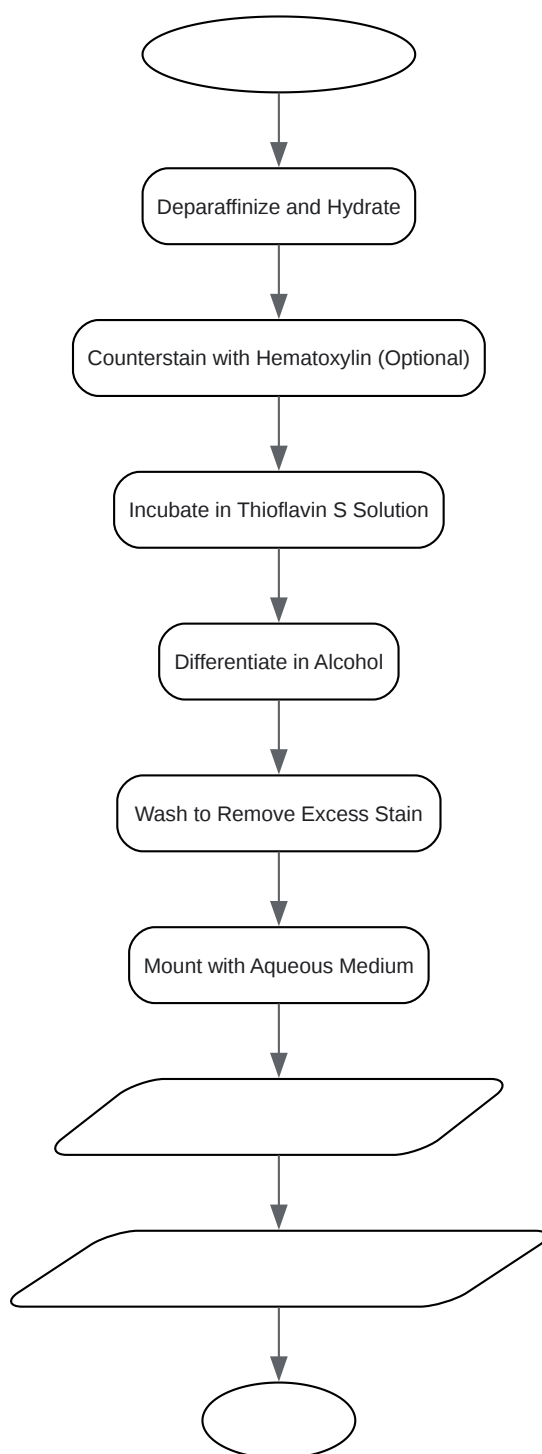 Deparaffinize and Hydrate
Counterstain with Hematoxylin (Optional)
Incubate in Thioflavin S Solution
Differentiate in Alcohol
Wash to Remove Excess Stain
Mount with Aqueous Medium